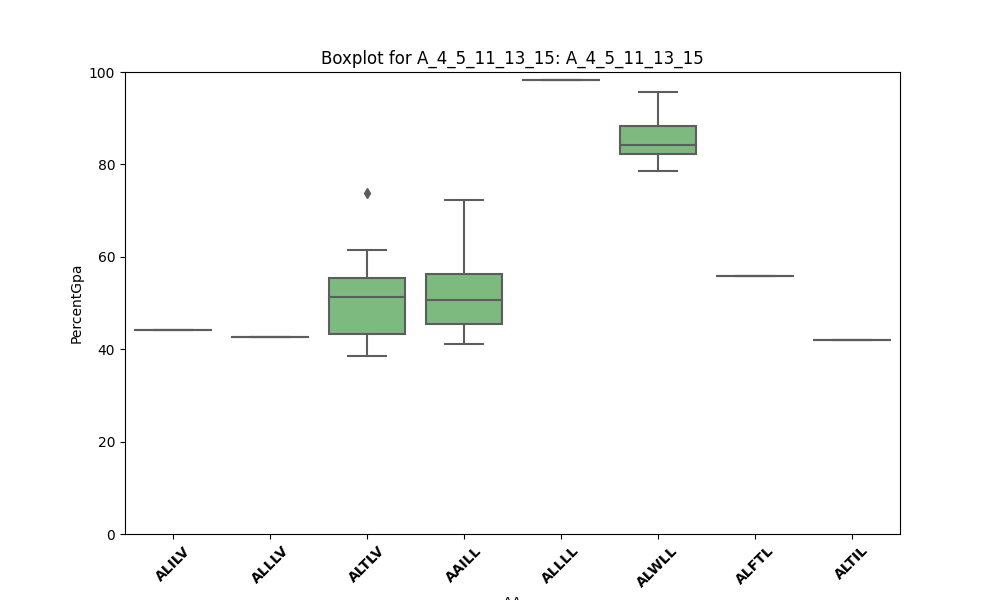 Boxplot for A_4_5_11_13_15: A_4_5_11_13_15
PercentGpa
100
80
60
40
20
0
ALILV
ALLLV
ALTLV
AAILL
ALLLL
ALWLL
ALFTL
ALTIL
AA